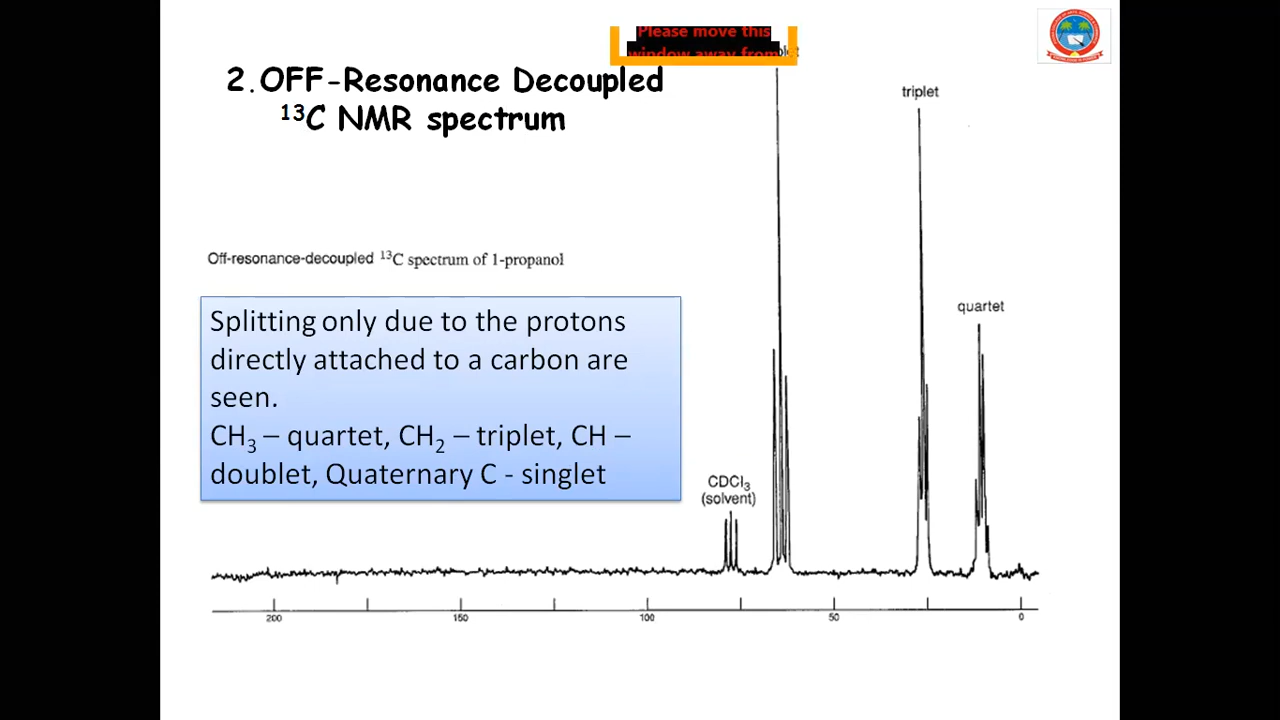 Please move this
window away from
2.OFF-Resonance Decoupled
¹³C NMR spectrum
triplet
Off-resonance-decoupled ¹³C spectrum of 1-propanol
quartet
Splitting only due to the protons
directly attached to a carbon are
seen.
CH₃ – quartet, CH₂ – triplet, CH –
doublet, Quaternary C - singlet
CDCl₃
(solvent)
200 150 100 50 0